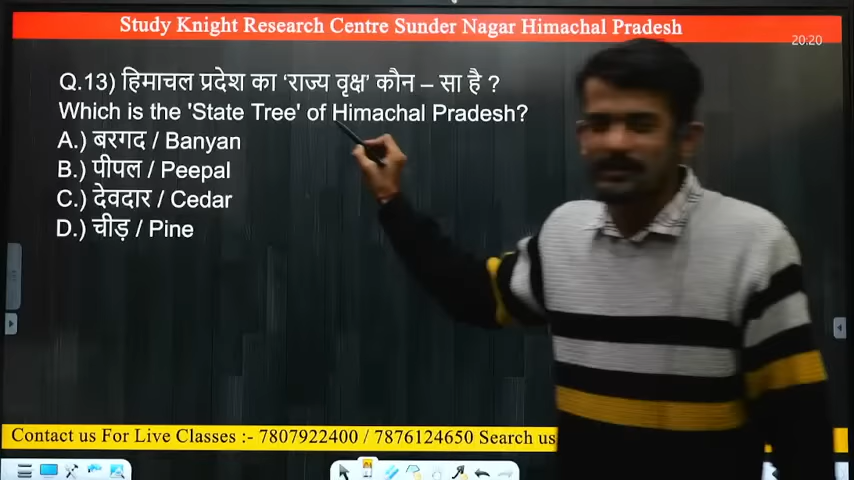 Study Knight Research Centre Sunder Nagar Himachal Pradesh
20:20
Q.13) हिमाचल प्रदेश का ‘राज्य वृक्ष’ कौन – सा है ?
Which is the 'State Tree' of Himachal Pradesh?
A.) बरगद / Banyan
B.) पीपल / Peepal
C.) देवदार / Cedar
D.) चीड़ / Pine
Contact us For Live Classes :- 7807922400 / 7876124650 Search us